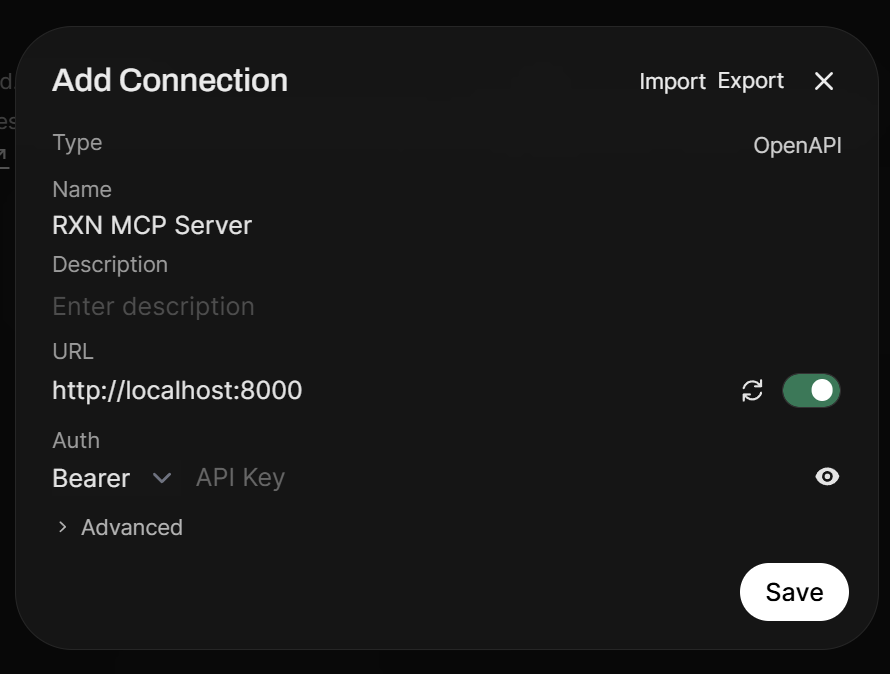 Add Connection Import Export
Type OpenAPI
Name
RXN MCP Server
Description
Enter description
URL
http://localhost:8000
Auth
Bearer API Key
Advanced
Save